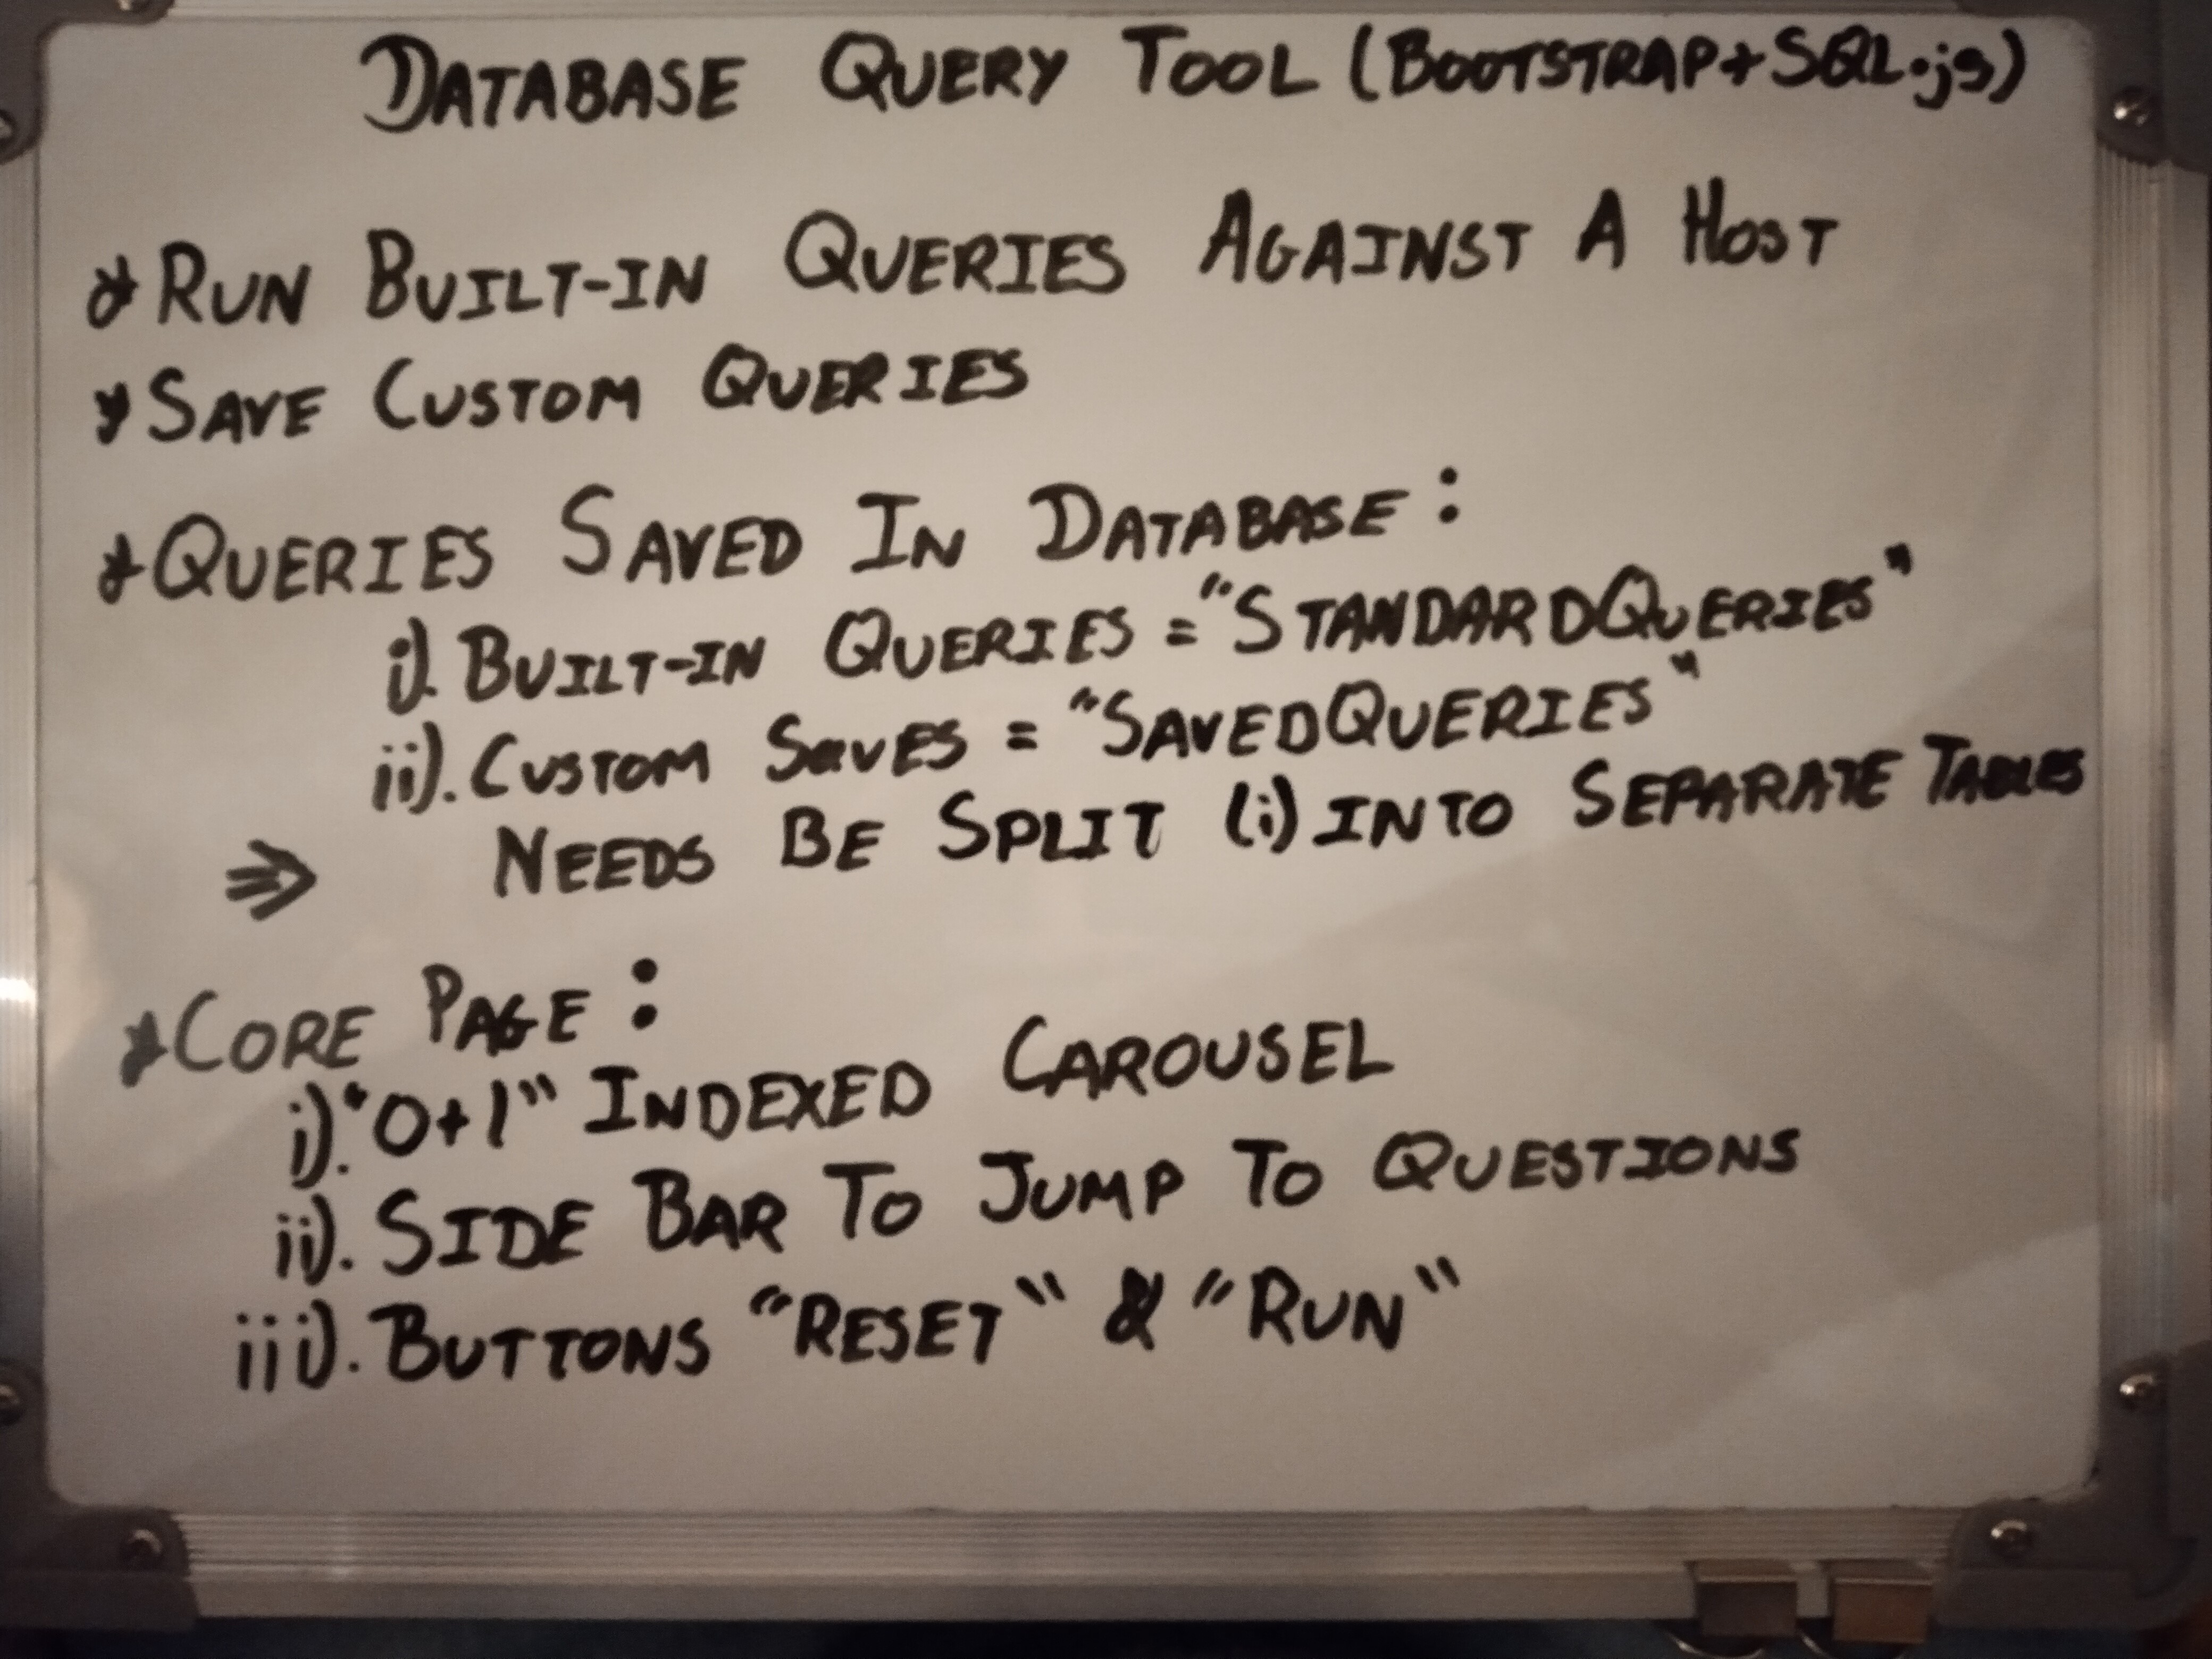 DATABASE QUERY TOOL (BOOTSTRAP+SQL.js)
* RUN BUILT-IN QUERIES AGAINST A HOST
* SAVE CUSTOM QUERIES
* QUERIES SAVED IN DATABASE:
i). BUILT-IN QUERIES = "STANDARDQUERIES"
ii). CUSTOM SAVES = "SAVEDQUERIES"
⇒ NEEDS BE SPLIT (i) INTO SEPARATE TABLES
* CORE PAGE:
i). "0+1" INDEXED CAROUSEL
ii). SIDE BAR TO JUMP TO QUESTIONS
iii). BUTTONS "RESET" & "RUN"